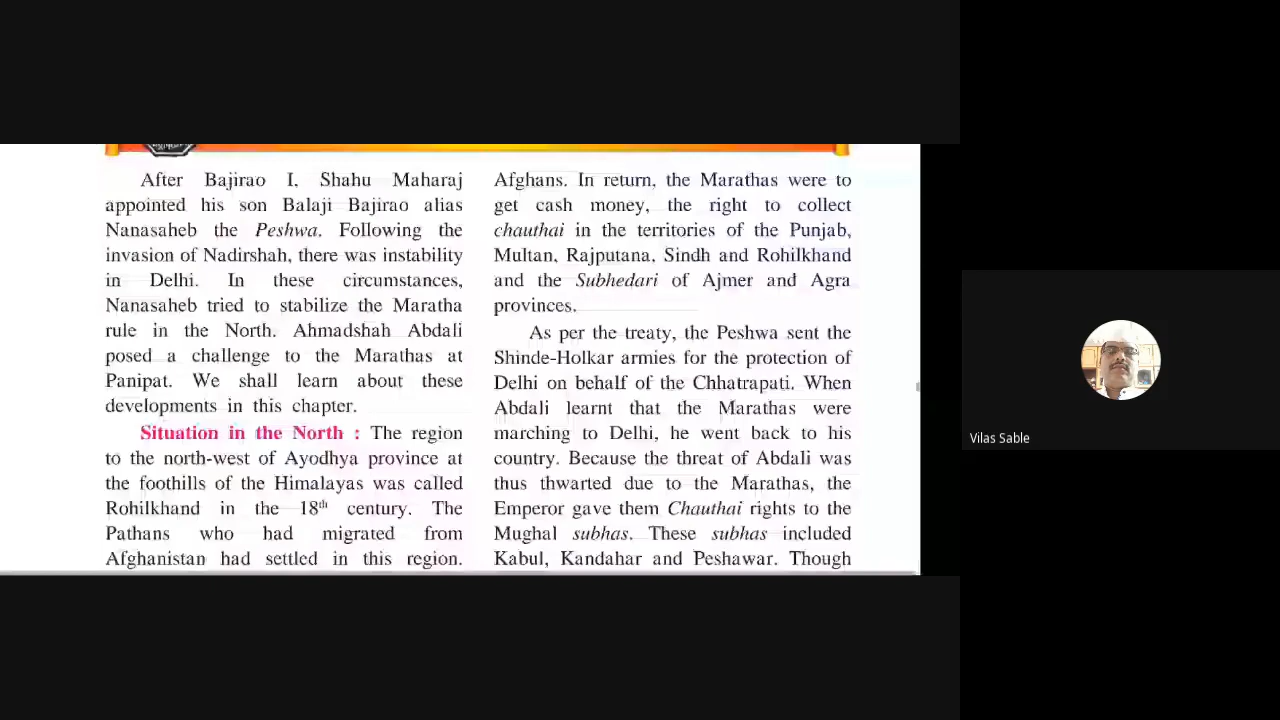 After Bajirao I, Shahu Maharaj
appointed his son Balaji Bajirao alias
Nanasaheb the Peshwa. Following the
invasion of Nadirshah, there was instability
in Delhi. In these circumstances,
Nanasaheb tried to stabilize the Maratha
rule in the North. Ahmadshah Abdali
posed a challenge to the Marathas at
Panipat. We shall learn about these
developments in this chapter.
Situation in the North : The region
to the north-west of Ayodhya province at
the foothills of the Himalayas was called
Rohilkhand in the 18th century. The
Pathans who had migrated from
Afghanistan had settled in this region.
Afghans. In return, the Marathas were to
get cash money, the right to collect
chauthai in the territories of the Punjab,
Multan, Rajputana, Sindh and Rohilkhand
and the Subhedari of Ajmer and Agra
provinces.
As per the treaty, the Peshwa sent the
Shinde-Holkar armies for the protection of
Delhi on behalf of the Chhatrapati. When
Abdali learnt that the Marathas were
marching to Delhi, he went back to his
country. Because the threat of Abdali was
thus thwarted due to the Marathas, the
Emperor gave them Chauthai rights to the
Mughal subhas. These subhas included
Kabul, Kandahar and Peshawar. Though
Vilas Sable